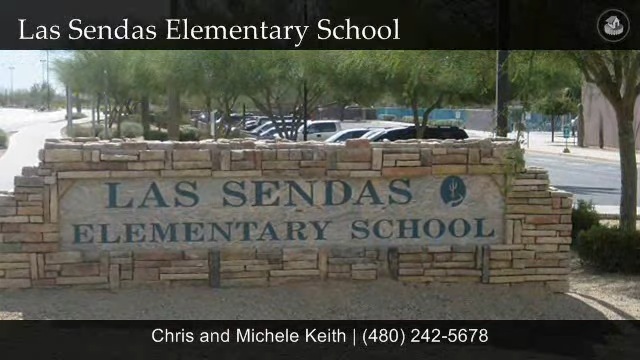 Las Sendas Elementary School
LAS SENDAS
ELEMENTARY SCHOOL
Chris and Michele Keith | (480) 242-5678